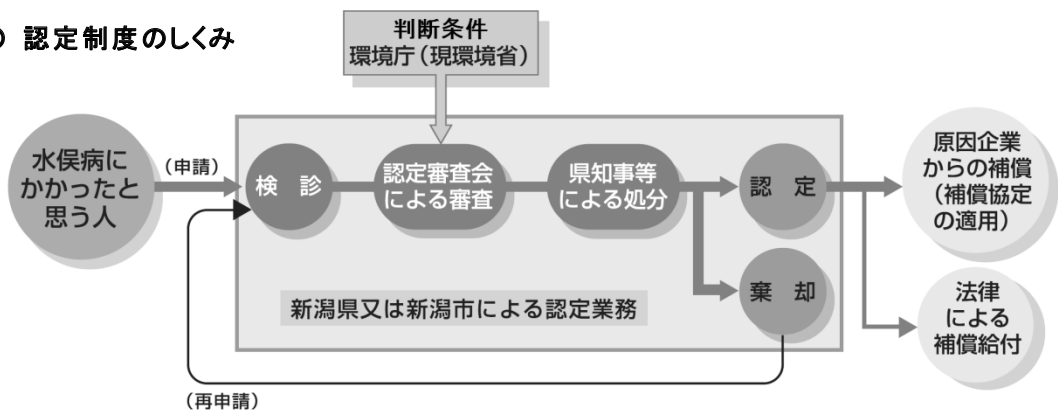 認定制度のしくみ
判断条件
環境庁（現環境省）
水俣病に
かかったと
思う人
（申請）
検　診
認定審査会
による審査
県知事等
による処分
認　定
棄　却
原因企業
からの補償
（補償協定
の適用）
法律
による
補償給付
新潟県又は新潟市による認定業務
（再申請）